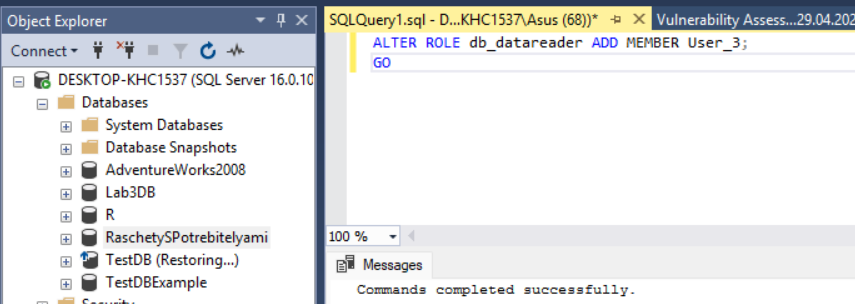 Object Explorer
Connect
DESKTOP-KHC1537 (SQL Server 16.0.10
Databases
System Databases
Database Snapshots
AdventureWorks2008
Lab3DB
R
RaschetySPotrebitelyami
TestDB (Restoring...)
TestDBExample
Security
SQLQuery1.sql - D...KHC1537\Asus (68))*
Vulnerability Assess...29.04.202
ALTER ROLE db_datareader ADD MEMBER User_3;
GO
100 %
Messages
Commands completed successfully.